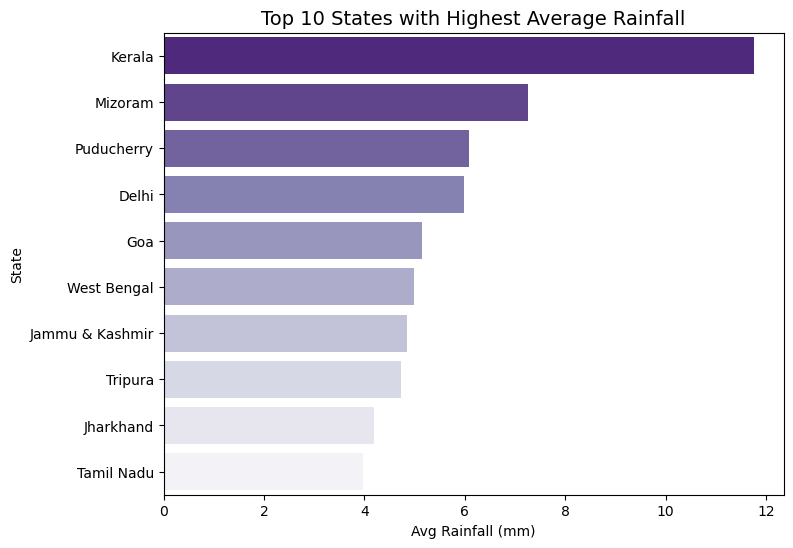 Top 10 States with Highest Average Rainfall
State
Kerala
Mizoram
Puducherry
Delhi
Goa
West Bengal
Jammu & Kashmir
Tripura
Jharkhand
Tamil Nadu
0 2 4 6 8 10 12
Avg Rainfall (mm)